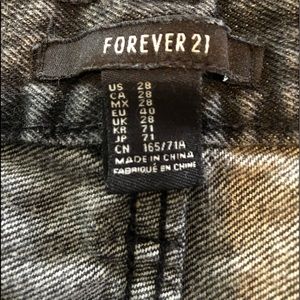 FOREVER 21
US 28
CA 28
MX 28
EU 40
UK 28
KR 71
JP 71
CN 165/71A
MADE IN CHINA
FABRIQUÉ EN CHINE